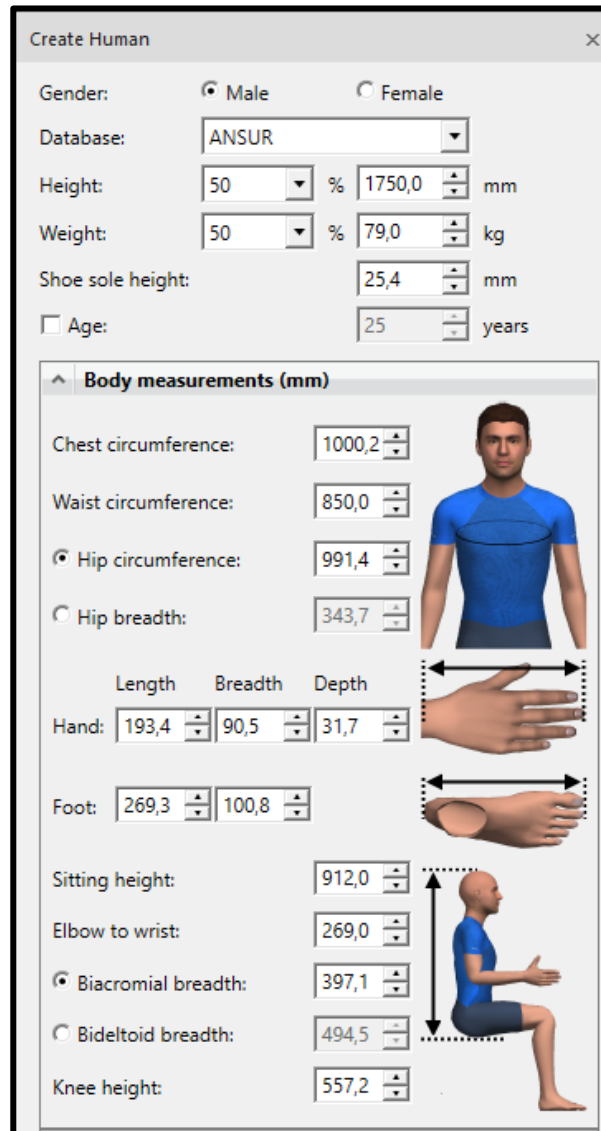 Create Human
Gender: Male Female
Database: ANSUR
Height: 50 % 1750,0 mm
Weight: 50 % 79,0 kg
Shoe sole height: 25,4 mm
Age: 25 years
Body measurements (mm)
Chest circumference: 1000,2
Waist circumference: 850,0
Hip circumference: 991,4
Hip breadth: 343,7
Length Breadth Depth
Hand: 193,4 90,5 31,7
Foot: 269,3 100,8
Sitting height: 912,0
Elbow to wrist: 269,0
Biacromial breadth: 397,1
Bideltoid breadth: 494,5
Knee height: 557,2